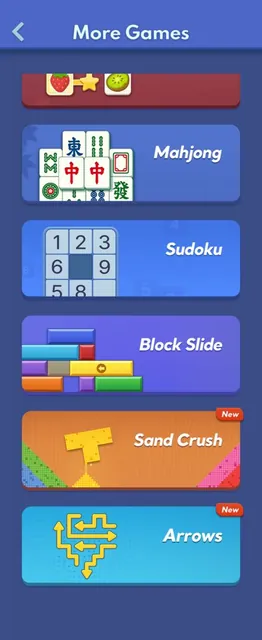 More Games
東
中 中
發
Mahjong
1 2 3
6 9
5 8
Sudoku
Block Slide
New
Sand Crush
New
Arrows